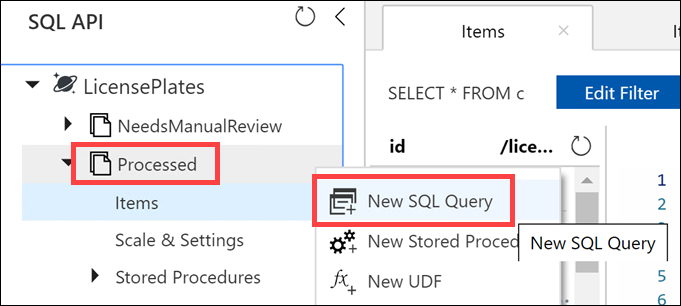 SQL API
LicensePlates
NeedsManualReview
Processed
Items
Scale & Settings
Stored Procedures
Items
SELECT * FROM c
Edit Filter
id
/lice...
1
2
New SQL Query
New Stored Proced
New UDF
New SQL Query
5
6